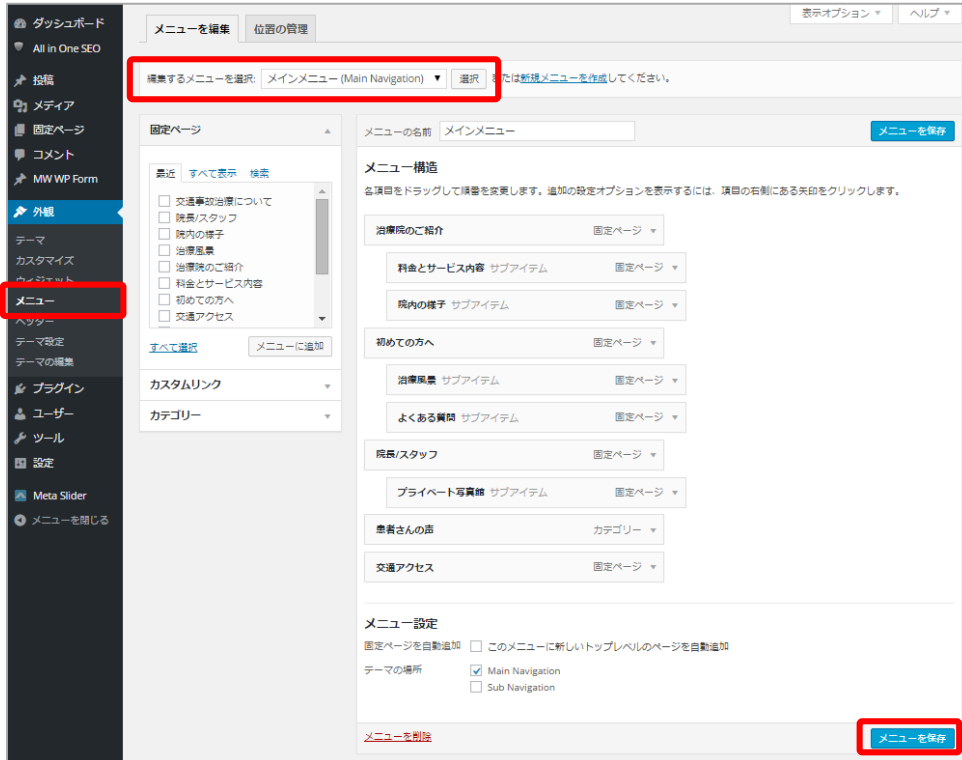 ダッシュボード
All in One SEO
投稿
メディア
固定ページ
コメント
MW WP Form
外観
テーマ
カスタマイズ
ウィジェット
メニュー
ヘッダー
テーマ設定
テーマの編集
プラグイン
ユーザー
ツール
設定
Meta Slider
メニューを閉じる
表示オプション ヘルプ
メニューを編集 位置の管理
編集するメニューを選択: メインメニュー (Main Navigation) 選択 または新規メニューを作成してください。
固定ページ
最近 すべて表示 検索
交通事故治療について
院長/スタッフ
院内の様子
治療風景
治療院のご紹介
料金とサービス内容
初めての方へ
交通アクセス
すべて選択 メニューに追加
カスタムリンク
カテゴリー
メニューの名前 メインメニュー メニューを保存
メニュー構造
各項目をドラッグして順番を変更します。追加の設定オプションを表示するには、項目の右側にある矢印をクリックします。
治療院のご紹介 固定ページ
料金とサービス内容 サブアイテム 固定ページ
院内の様子 サブアイテム 固定ページ
初めての方へ 固定ページ
治療風景 サブアイテム 固定ページ
よくある質問 サブアイテム 固定ページ
院長/スタッフ 固定ページ
プライベート写真館 サブアイテム 固定ページ
患者さんの声 カテゴリー
交通アクセス 固定ページ
メニュー設定
固定ページを自動追加 このメニューに新しいトップレベルのページを自動追加
テーマの場所 Main Navigation
Sub Navigation
メニューを削除 メニューを保存